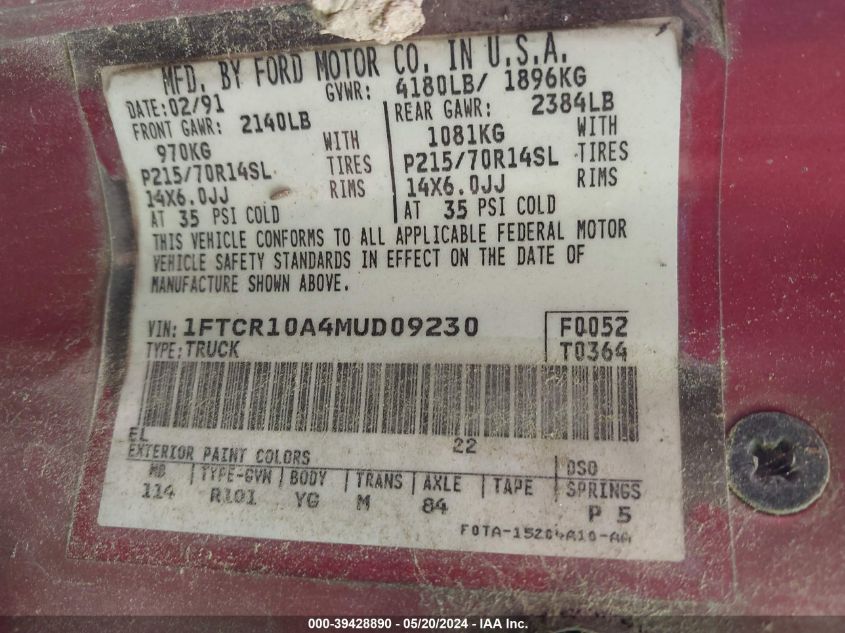 MFD. BY FORD MOTOR CO. IN U.S.A.
DATE: 02/91 GVWR: 4180LB/ 1896KG
FRONT GAWR: 2140LB REAR GAWR: 2384LB
970KG WITH 1081KG WITH
P215/70R14SL TIRES P215/70R14SL TIRES
14X6.0JJ RIMS 14X6.0JJ RIMS
AT 35 PSI COLD AT 35 PSI COLD
THIS VEHICLE CONFORMS TO ALL APPLICABLE FEDERAL MOTOR
VEHICLE SAFETY STANDARDS IN EFFECT ON THE DATE OF
MANUFACTURE SHOWN ABOVE.
VIN: 1FTCR10A4MUD09230 F0052
TYPE: TRUCK T0364
EL 22
EXTERIOR PAINT COLORS DSO
WB TYPE-GVW BODY TRANS AXLE TAPE SPRINGS
114 R101 YG M 84 P 5
F0TA-15204A10-AA
000-39428890 - 05/20/2024 - IAAI Inc.